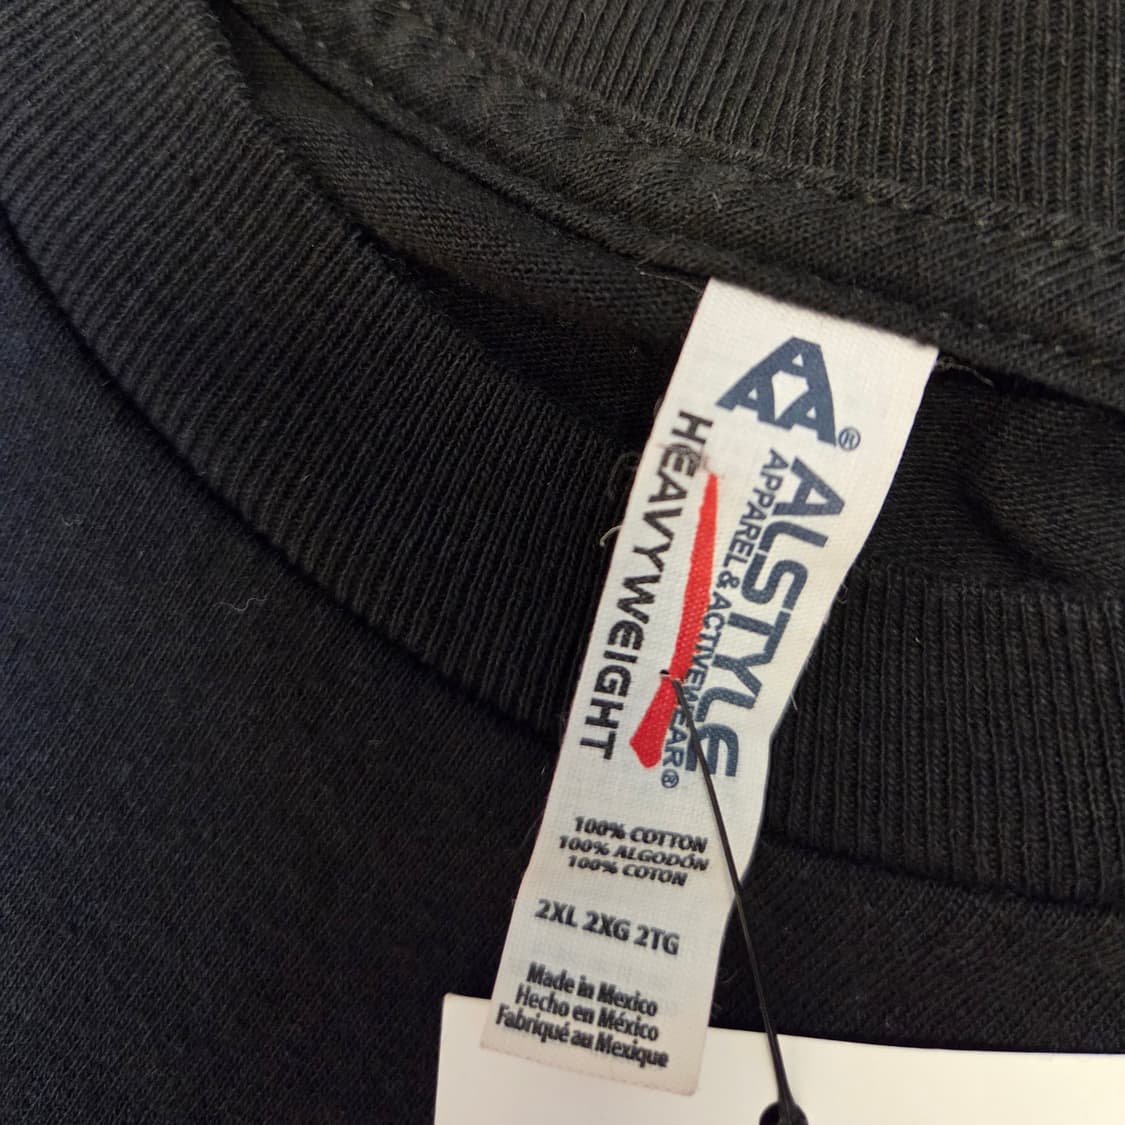 AAA®
ALSTYLE
APPAREL & ACTIVEWEAR®
HEAVYWEIGHT
100% COTTON
100% ALGODÓN
100% COTON
2XL 2XG 2TG
Made in Mexico
Hecho en México
Fabriqué au Mexique